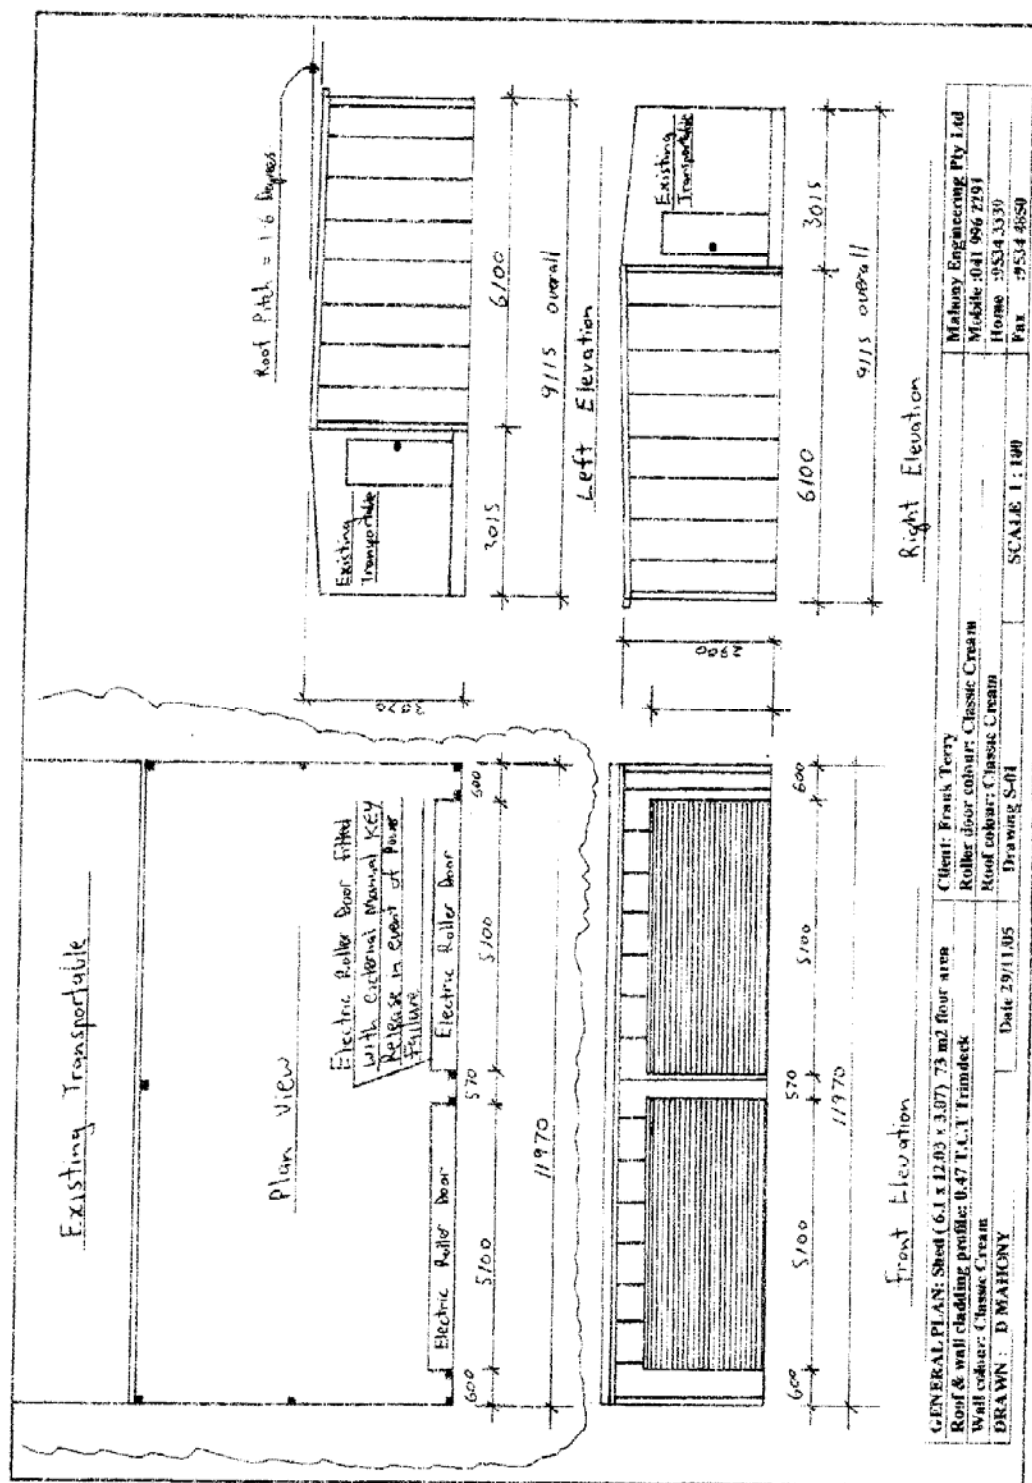 Existing Transportable
Plan View
Electric Roller Door fitted
with external Manual KEY
Release in event of Power
Failure
Electric Roller Door
Electric Roller Door
600
5100
570
5100
600
11970
Roof Pitch = 1.6 Degrees
Existing
Transportable
3015
6100
9115 overall
Left Elevation
600
5100
570
5100
600
11970
Front Elevation
Existing
Transportable
6100
3015
9115 overall
Right Elevation
GENERAL PLAN: Shed ( 6.1 x 12.03 x 3.07) 73 m2 floor area
Roof & wall cladding profile: 0.47 T.C.T Trimdeck
Wall colour: Classic Cream
DRAWN : D MAHONY
Date 29/11/05
Client: Frank Terry
Roller door colour: Classic Cream
Roof colour: Classic Cream
Drawing S-01
SCALE 1 : 100
Mahony Engineering Pty Ltd
Mobile :041 996 2291
Home :9534 3339
Fax :9534 4850